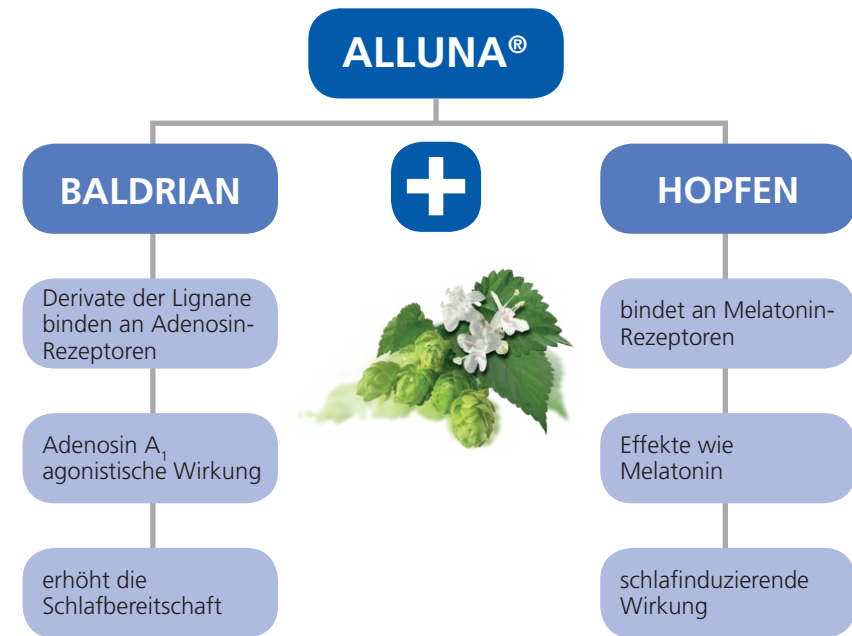 ALLUNA®
BALDRIAN
Derivate der Lignane
binden an Adenosin-
Rezeptoren
Adenosin A₁
agonistische Wirkung
erhöht die
Schlafbereitschaft
HOPFEN
bindet an Melatonin-
Rezeptoren
Effekte wie
Melatonin
schlafinduzierende
Wirkung